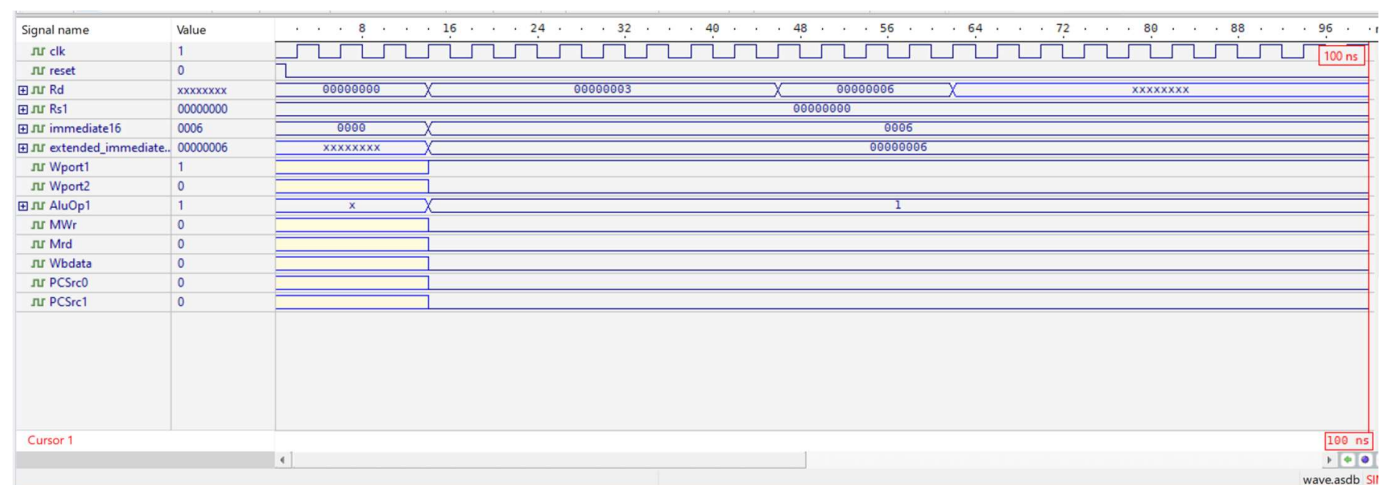 Signal name Value 8 16 24 32 40 48 56 64 72 80 88 96
clk 1
100 ns
reset 0
Rd xxxxxxxx 00000000 00000003 00000006 xxxxxxxx
Rs1 00000000 00000000
immediate16 0006 0000 0006
extended_immediate.. 00000006 xxxxxxxx 00000006
Wport1 1
Wport2 0
AluOp1 1 x 1
MWr 0
Mrd 0
Wbdata 0
PCSrc0 0
PCSrc1 0
Cursor 1 100 ns
wave.asdb